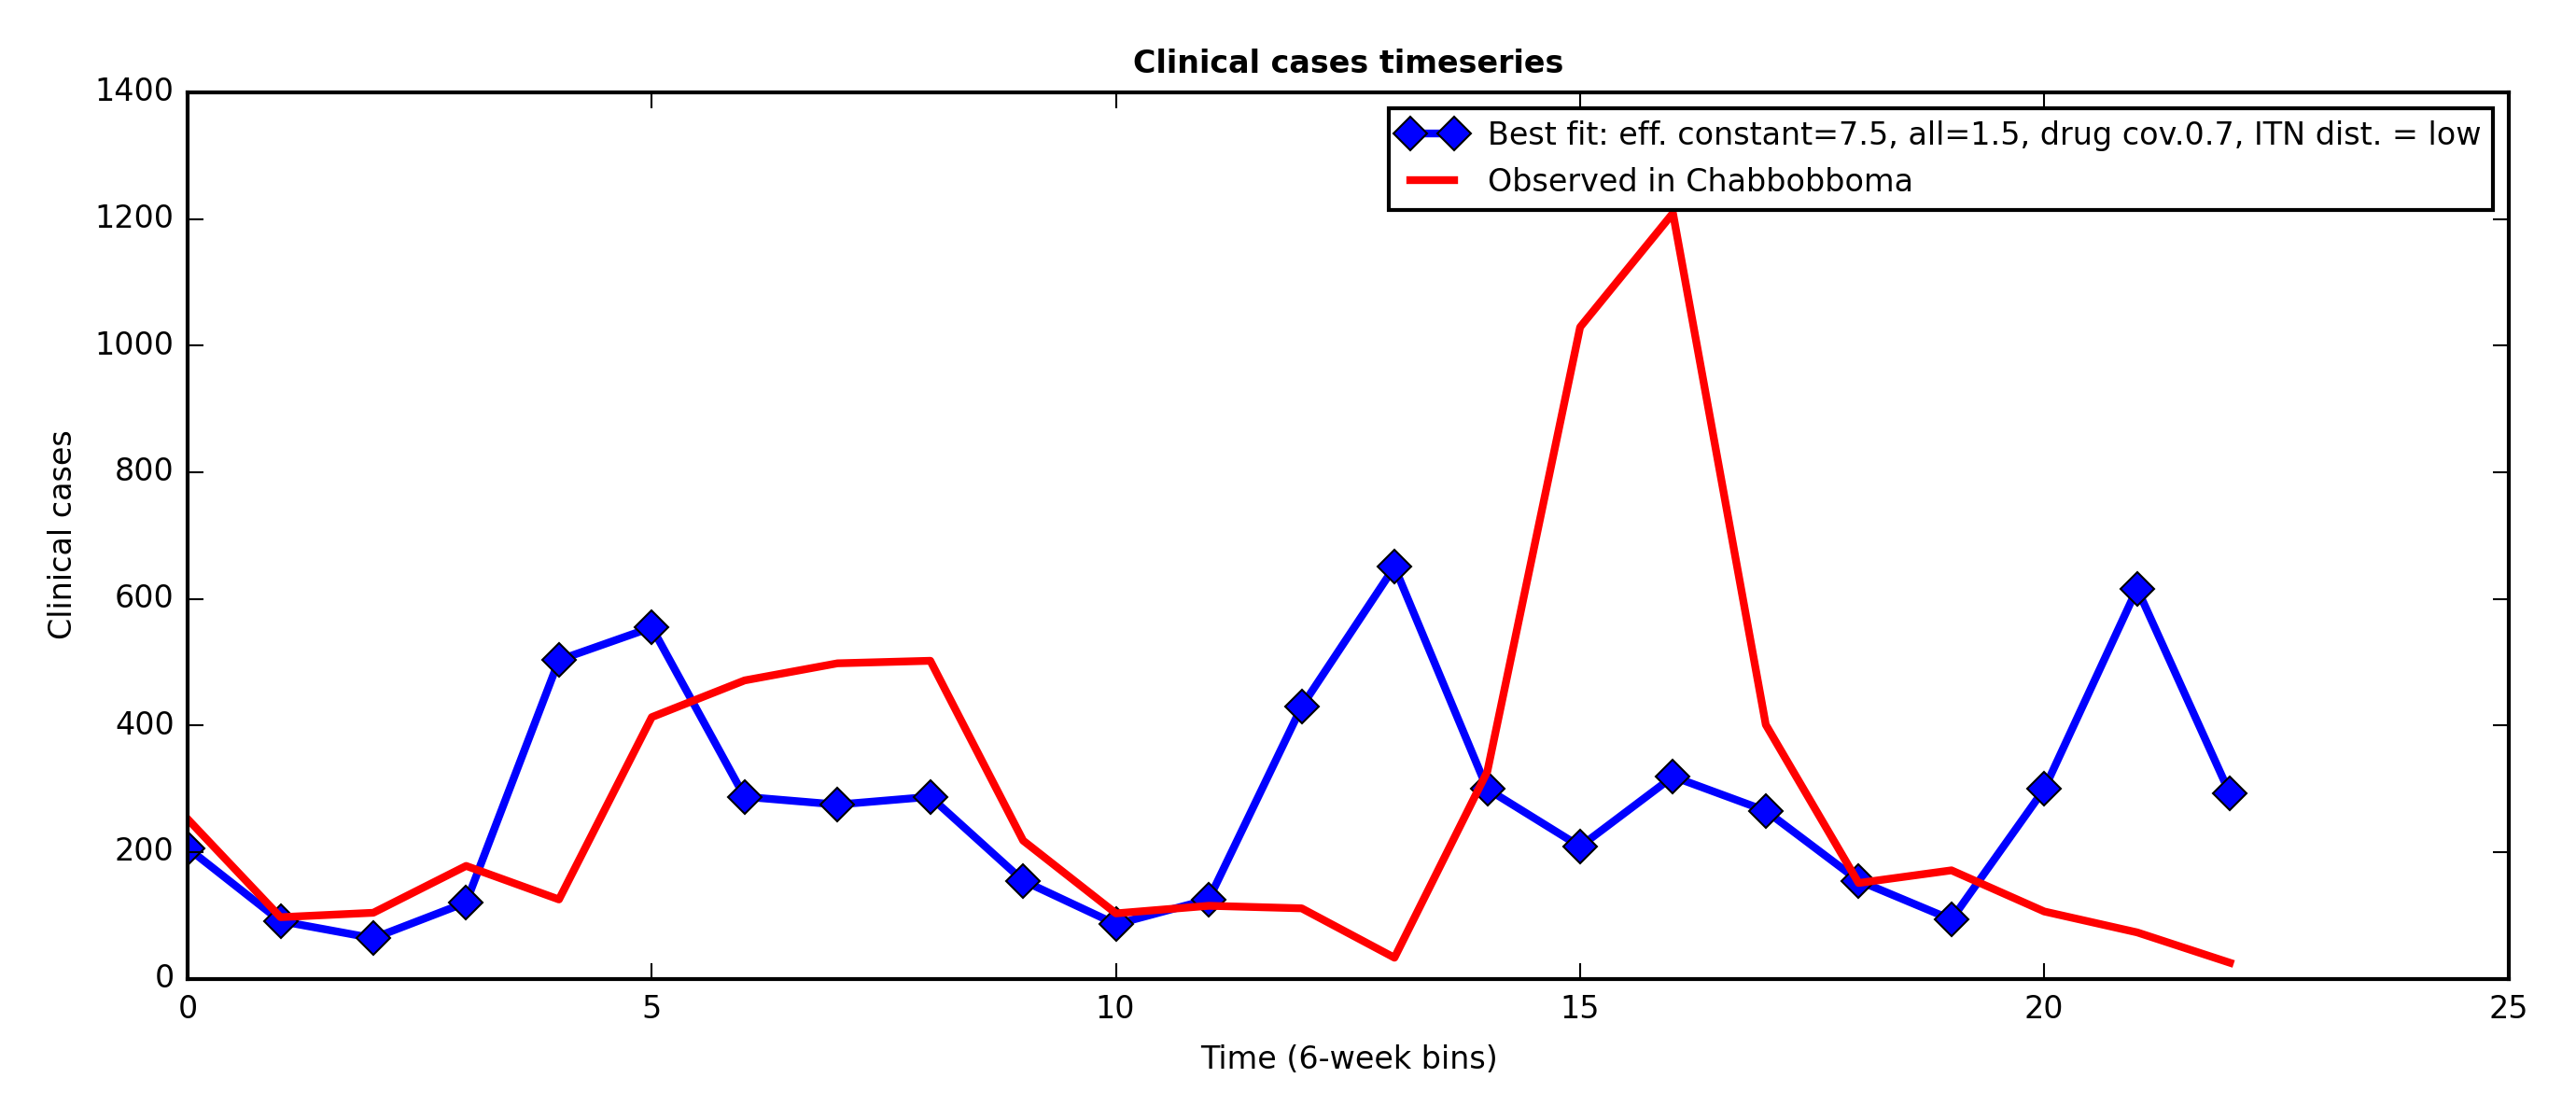 Clinical cases timeseries
1400
1200
1000
800
600
400
200
0
Clinical cases
Best fit: eff. constant=7.5, all=1.5, drug cov.0.7, ITN dist. = low
Observed in Chabbobboma
0 5 10 15 20 25
Time (6-week bins)